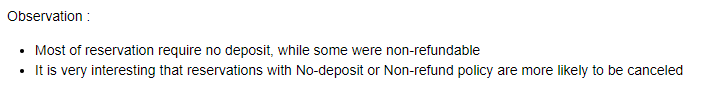 Observation :
• Most of reservation require no deposit, while some were non-refundable
• It is very interesting that reservations with No-deposit or Non-refund policy are more likely to be canceled